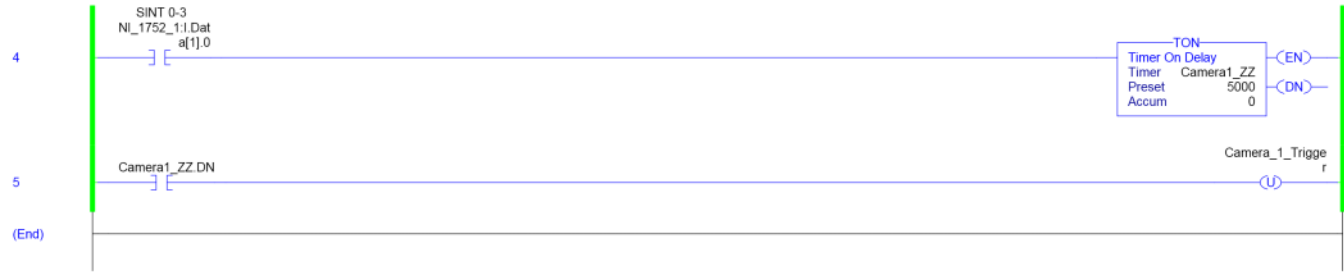 SINT 0-3
NI_1752_1:I.Dat
a[1].0
4
TON
Timer On Delay
Timer Camera1_ZZ
Preset 5000
Accum 0
EN
DN
Camera1_ZZ.DN
Camera_1_Trigge
r
5
U
(End)